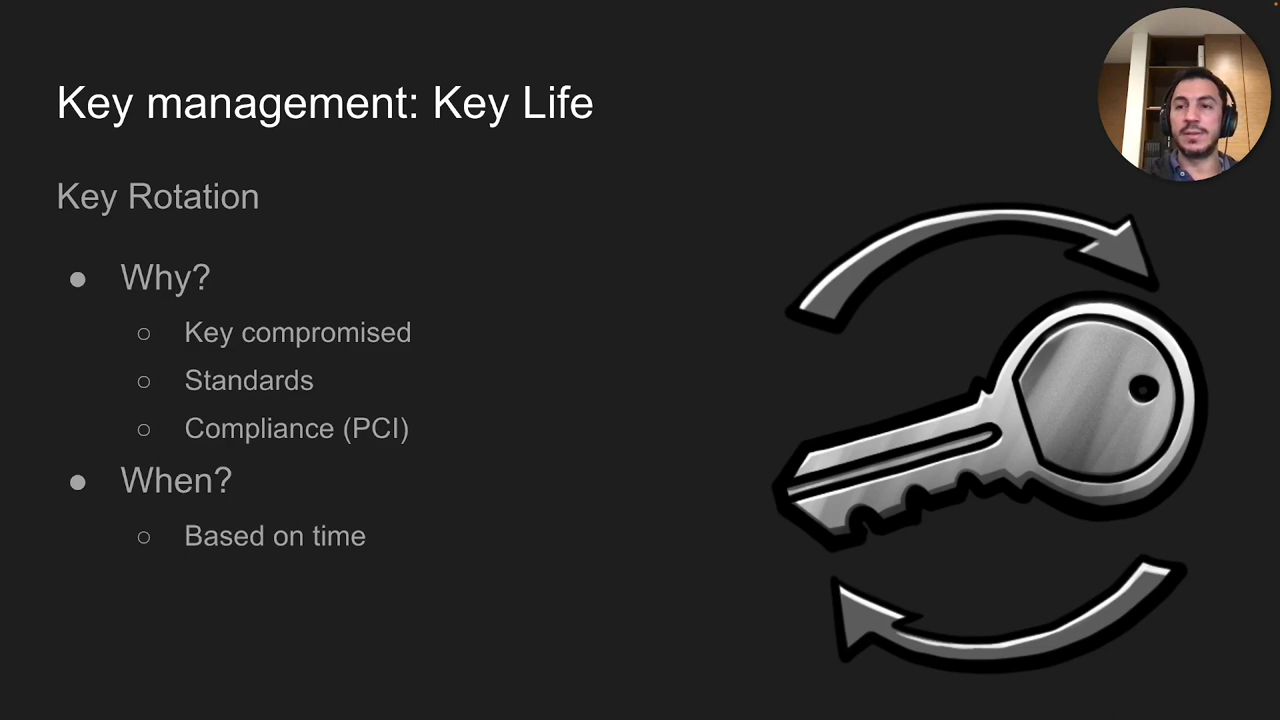 Key management: Key Life
Key Rotation
● Why?
○ Key compromised
○ Standards
○ Compliance (PCI)
● When?
○ Based on time